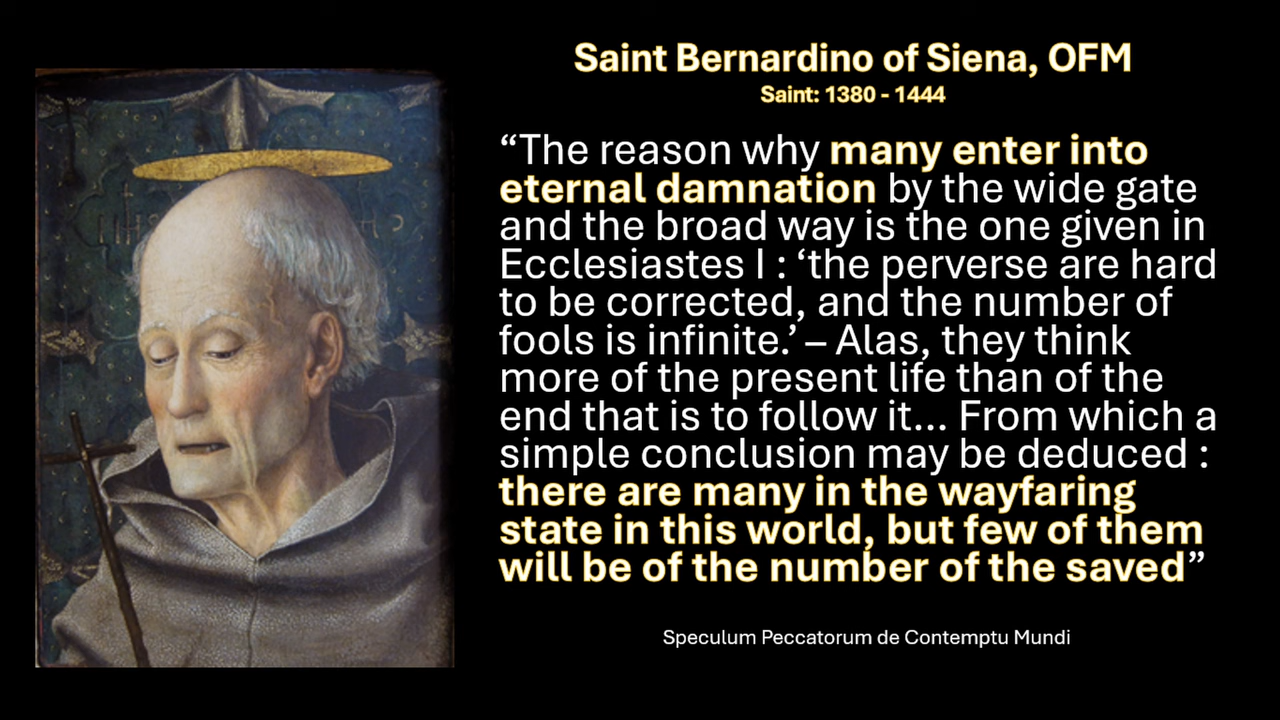 Saint Bernardino of Siena, OFM
Saint: 1380 - 1444
“The reason why many enter into
eternal damnation by the wide gate
and the broad way is the one given in
Ecclesiastes I : ‘the perverse are hard
to be corrected, and the number of
fools is infinite.’ – Alas, they think
more of the present life than of the
end that is to follow it... From which a
simple conclusion may be deduced :
there are many in the wayfaring
state in this world, but few of them
will be of the number of the saved”
Speculum Peccatorum de Contemptu Mundi